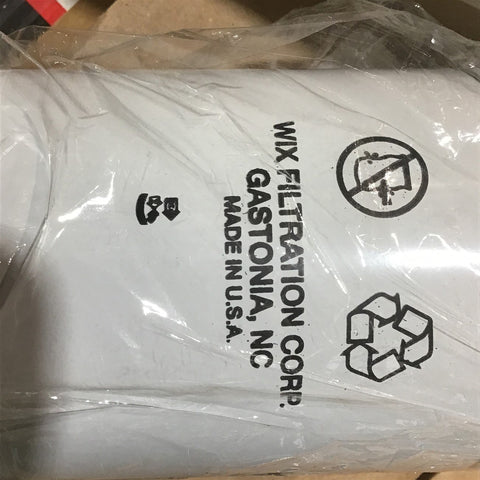 WIX FILTRATION CORP.
GASTONIA, NC
MADE IN U.S.A.